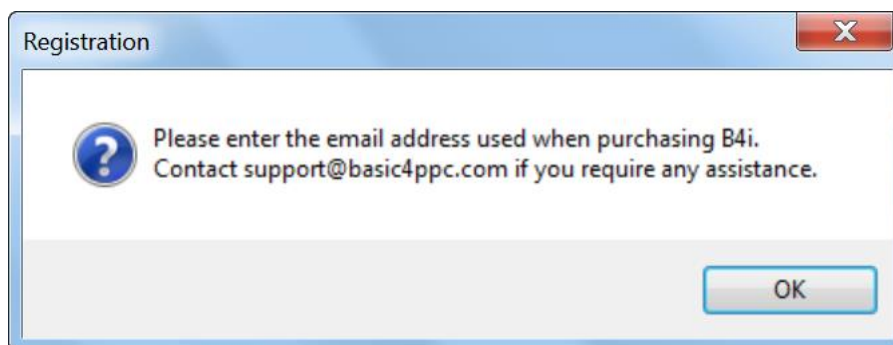 Registration
Please enter the email address used when purchasing B4i.
Contact support@basic4ppc.com if you require any assistance.
OK